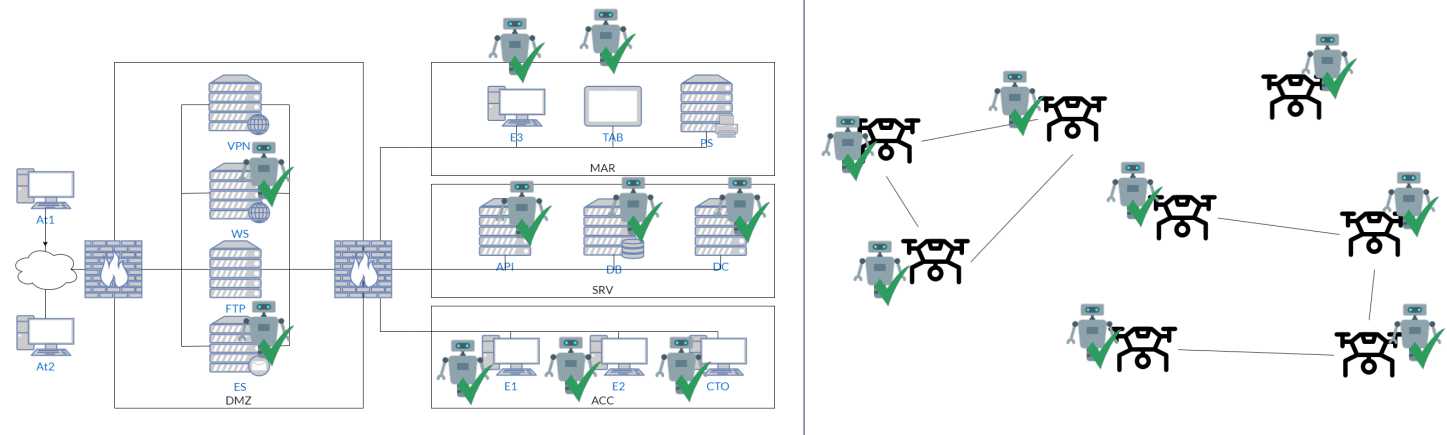 VPN
E3
TAB
PS
MAR
At1
WS
API
DB
DC
SRV
FTP
At2
ES
DMZ
E1
E2
CTO
ACC